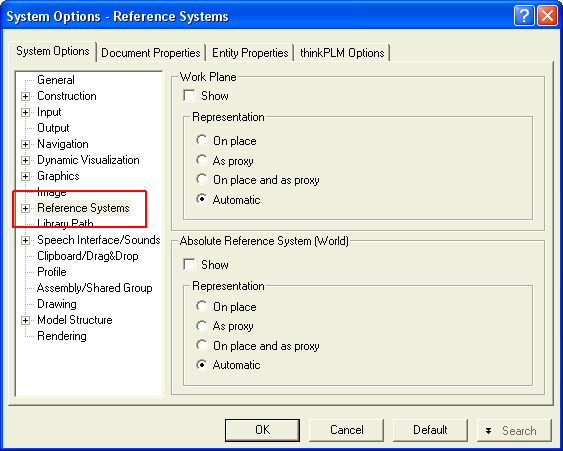 System Options - Reference Systems
System Options
Document Properties
Entity Properties
thinkPLM Options
General
Construction
Input
Output
Navigation
Dynamic Visualization
Graphics
Image
Reference Systems
Library Path
Speech Interface/Sounds
Clipboard/Drag&Drop
Profile
Assembly/Shared Group
Drawing
Model Structure
Rendering
Work Plane
Show
Representation
On place
As proxy
On place and as proxy
Automatic
Absolute Reference System (World)
Show
Representation
On place
As proxy
On place and as proxy
Automatic
OK
Cancel
Default
Search